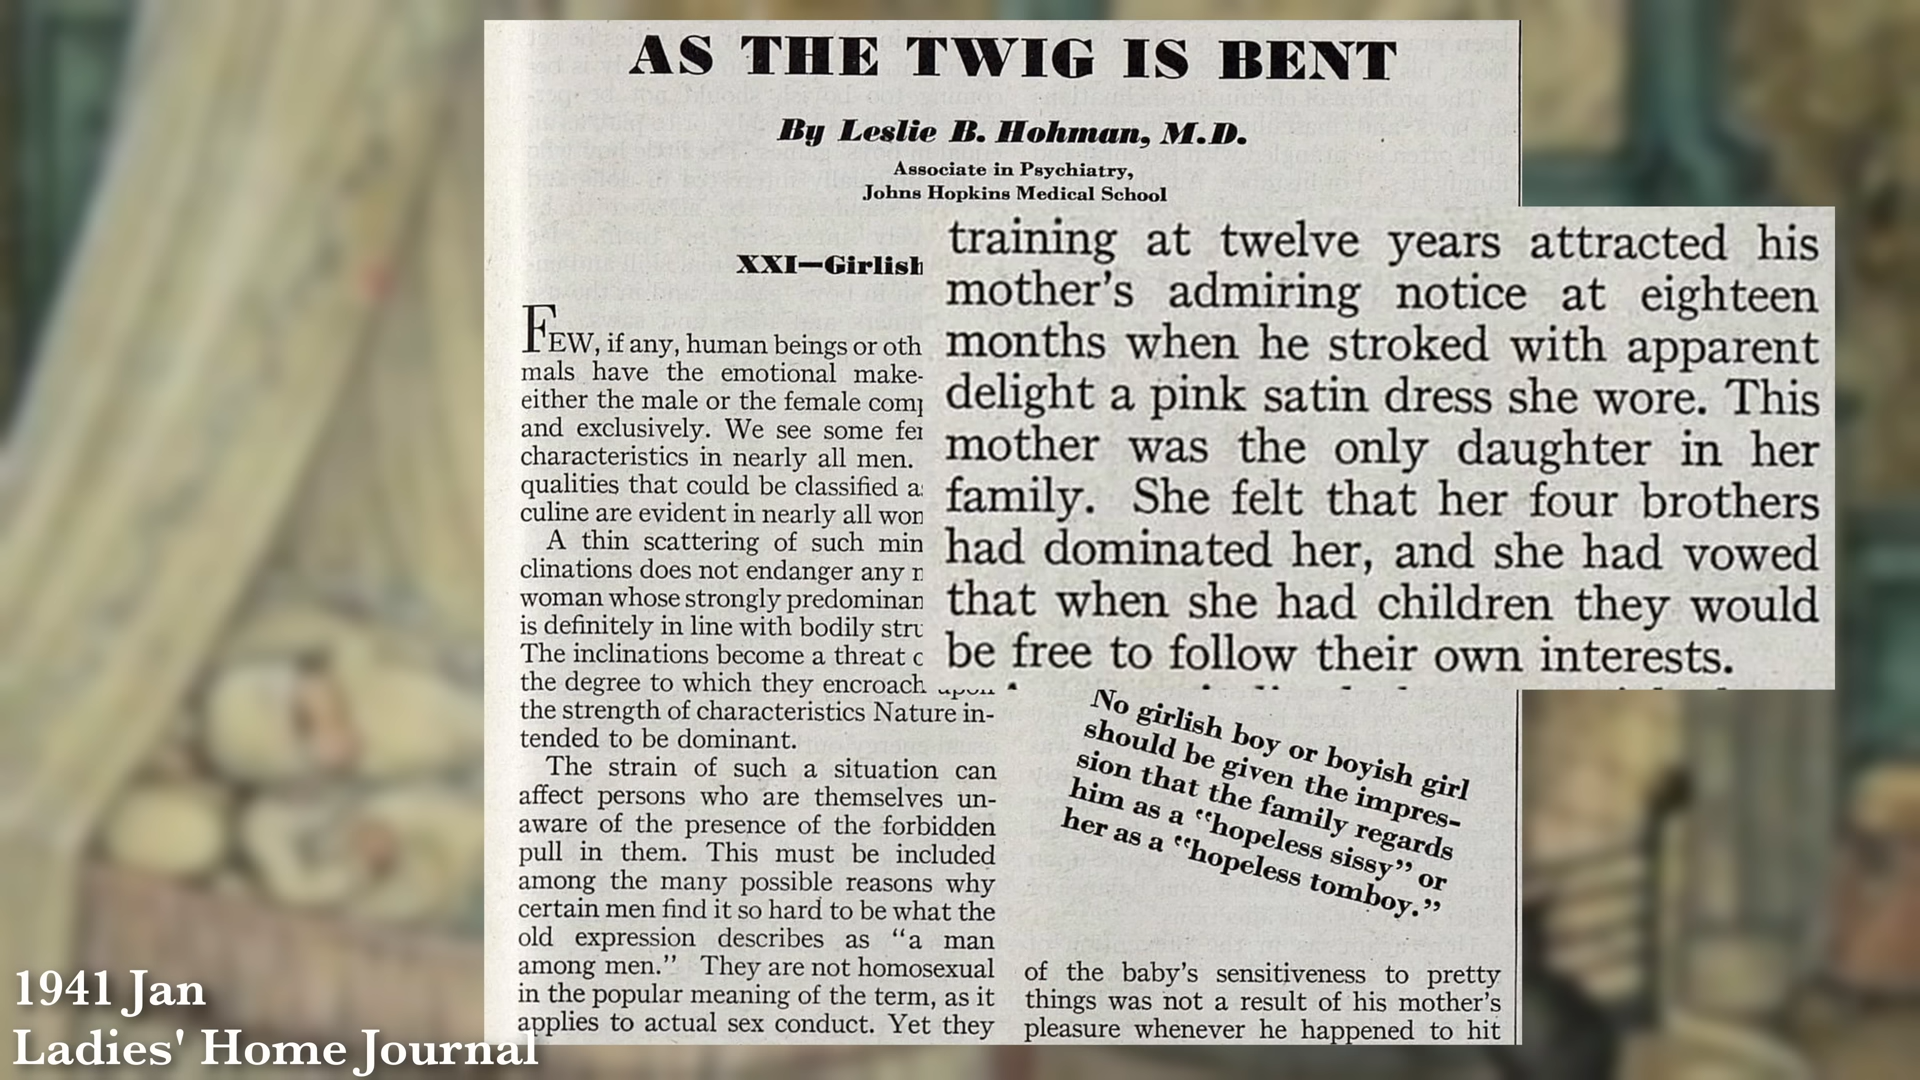 AS THE TWIG IS BENT
By Leslie B. Hohman, M.D.
Associate in Psychiatry,
Johns Hopkins Medical School
XXI—Girlish
FEW, if any, human beings or oth
mals have the emotional make-
either the male or the female comp
and exclusively. We see some fe
characteristics in nearly all men.
qualities that could be classified a
culine are evident in nearly all wo
A thin scattering of such min
clinations does not endanger any
woman whose strongly predominan
is definitely in line with bodily stru
The inclinations become a threat
the degree to which they encroach upon
the strength of characteristics Nature in-
tended to be dominant.
The strain of such a situation can
affect persons who are themselves un-
aware of the presence of the forbidden
pull in them. This must be included
among the many possible reasons why
certain men find it so hard to be what the
old expression describes as “a man
among men.” They are not homosexual
in the popular meaning of the term, as it
applies to actual sex conduct. Yet they
training at twelve years attracted his
mother’s admiring notice at eighteen
months when he stroked with apparent
delight a pink satin dress she wore. This
mother was the only daughter in her
family. She felt that her four brothers
had dominated her, and she had vowed
that when she had children they would
be free to follow their own interests.
No girlish boy or boyish girl
should be given the impres-
sion that the family regards
him as a “hopeless sissy” or
her as a “hopeless tomboy.”
of the baby’s sensitiveness to pretty
things was not a result of his mother’s
pleasure whenever he happened to hit
1941 Jan
Ladies' Home Journal